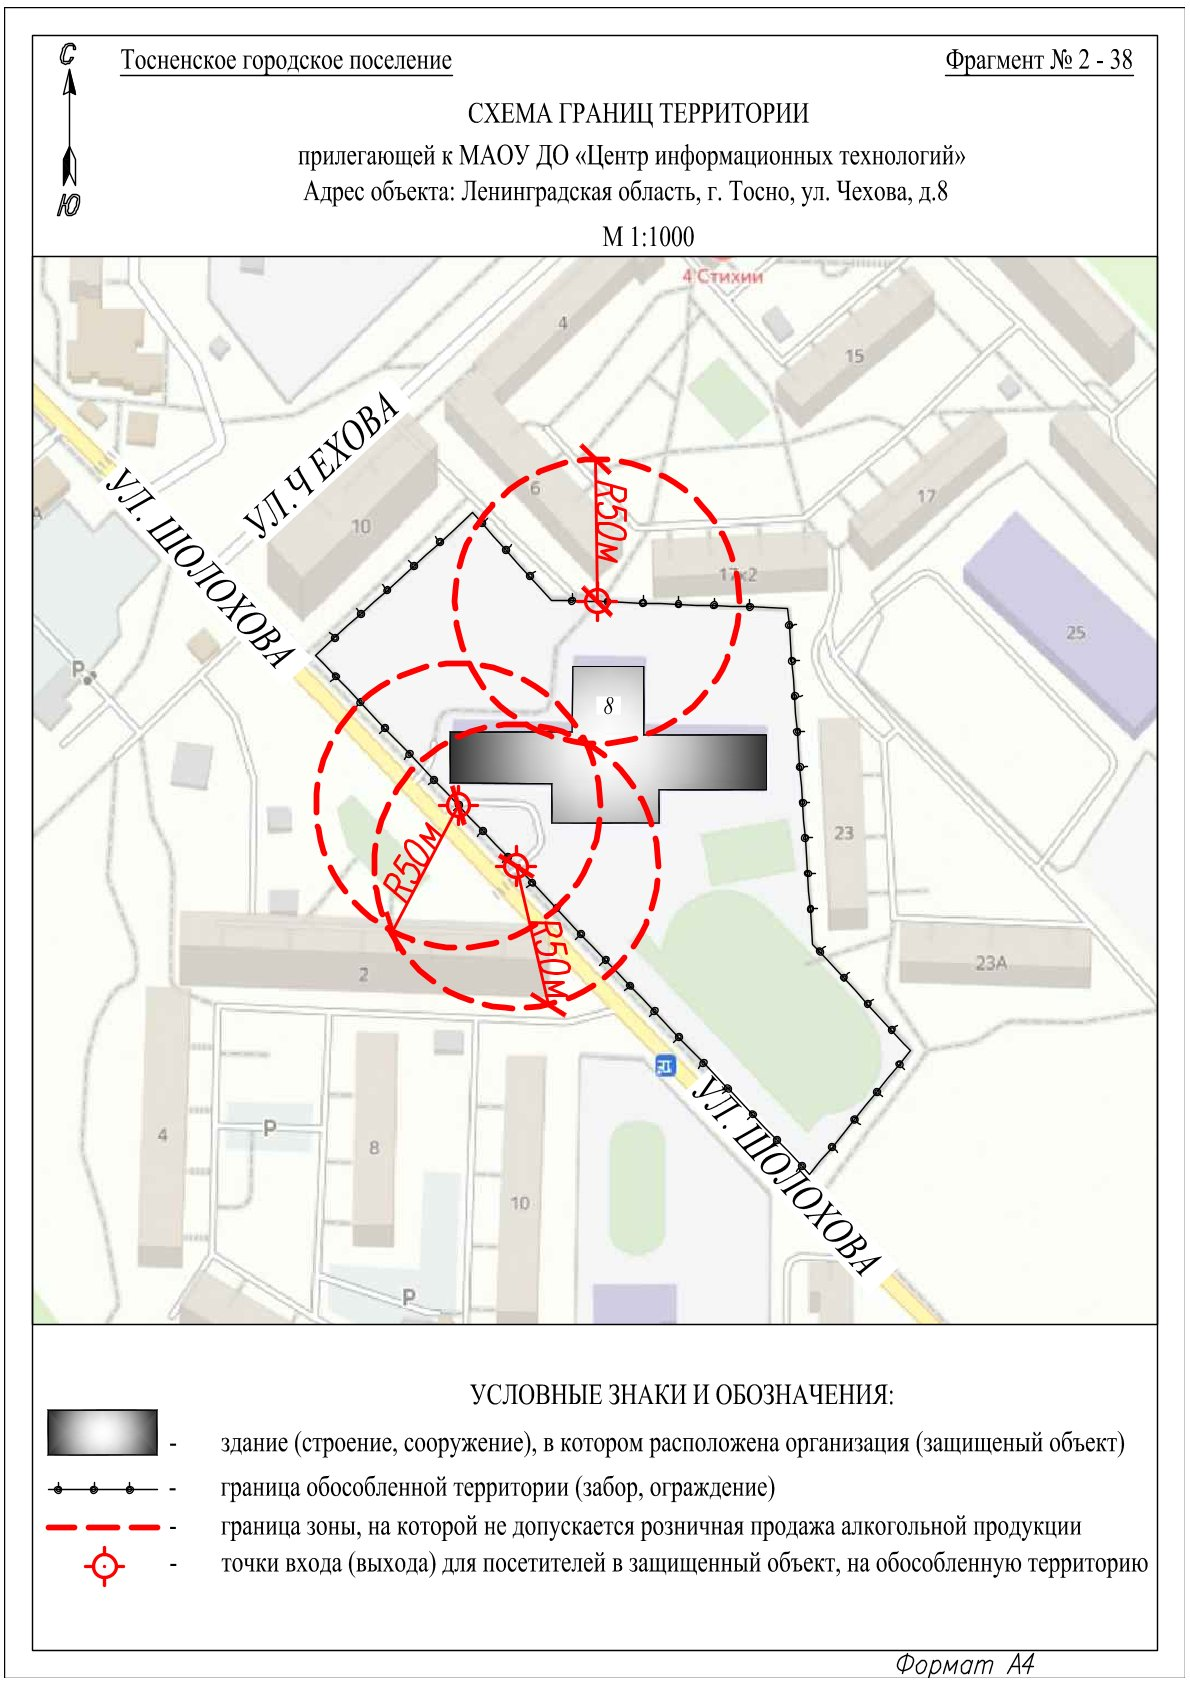 С
Ю
Тосненское городское поселение
Фрагмент № 2 - 38
СХЕМА ГРАНИЦ ТЕРРИТОРИИ
прилегающей к МАОУ ДО «Центр информационных технологий»
Адрес объекта: Ленинградская область, г. Тосно, ул. Чехова, д.8
М 1:1000
4 Стихии
4
15
УЛ. ЧЕХОВА
УЛ. ШОЛОХОВА
6
17
10
R50м
17к2
25
P
8
23
R50м
R50м
2
23А
4
P
8
10
P
УЛ. ШОЛОХОВА
УСЛОВНЫЕ ЗНАКИ И ОБОЗНАЧЕНИЯ:
- здание (строение, сооружение), в котором расположена организация (защищеный объект)
- граница обособленной территории (забор, ограждение)
- граница зоны, на которой не допускается розничная продажа алкогольной продукции
- точки входа (выхода) для посетителей в защищенный объект, на обособленную территорию
Формат А4